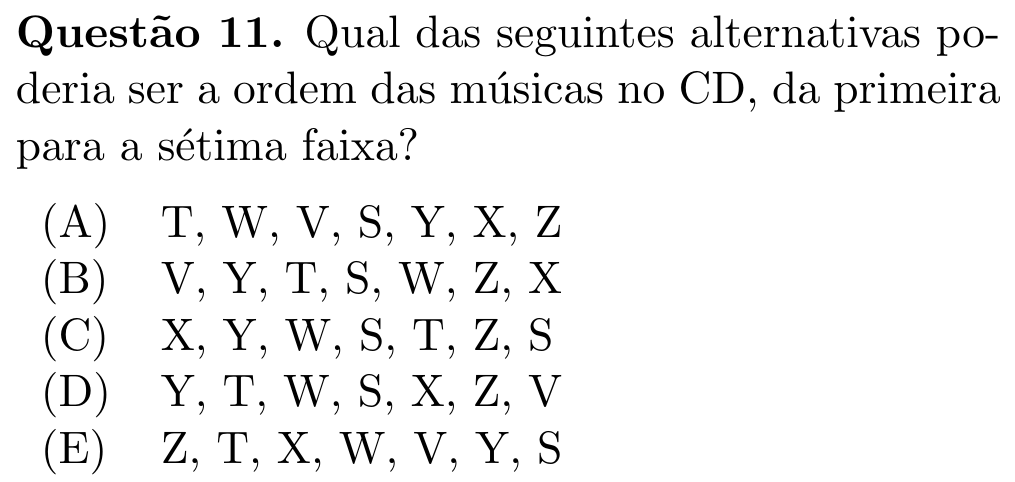 Questão 11. Qual das seguintes alternativas po-
deria ser a ordem das músicas no CD, da primeira
para a sétima faixa?
(A) T, W, V, S, Y, X, Z
(B) V, Y, T, S, W, Z, X
(C) X, Y, W, S, T, Z, S
(D) Y, T, W, S, X, Z, V
(E) Z, T, X, W, V, Y, S